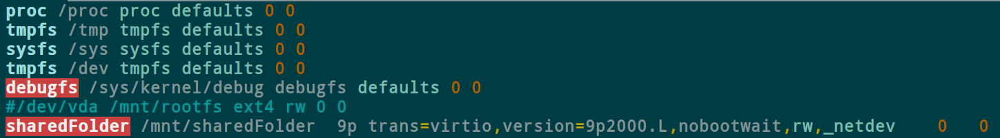 proc /proc proc defaults 0 0
tmpfs /tmp tmpfs defaults 0 0
sysfs /sys sysfs defaults 0 0
tmpfs /dev tmpfs defaults 0 0
debugfs /sys/kernel/debug debugfs defaults 0 0
#/dev/vda /mnt/rootfs ext4 rw 0 0
sharedFolder /mnt/sharedFolder  9p trans=virtio,version=9p2000.L,nobootwait,rw,_netdev    0   0